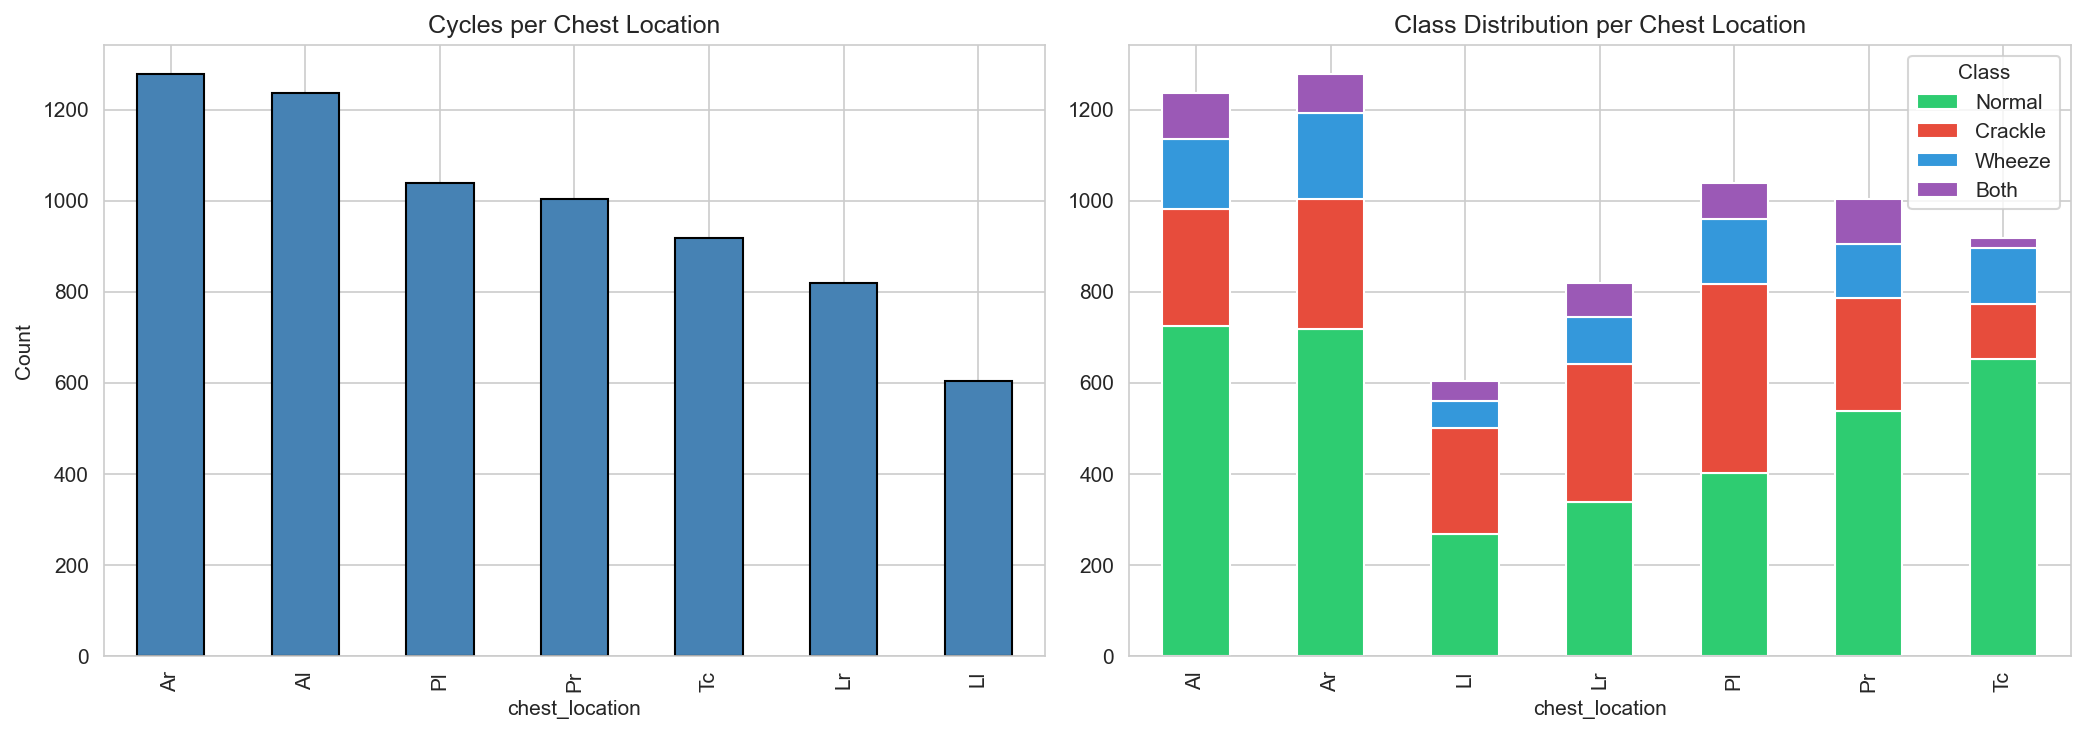 Cycles per Chest Location
Count
1200
1000
800
600
400
200
0
Ar
Al
Pl
Pr
Tc
Lr
Ll
chest_location
Class Distribution per Chest Location
1200
1000
800
600
400
200
0
Class
Normal
Crackle
Wheeze
Both
Al
Ar
Ll
Lr
Pl
Pr
Tc
chest_location